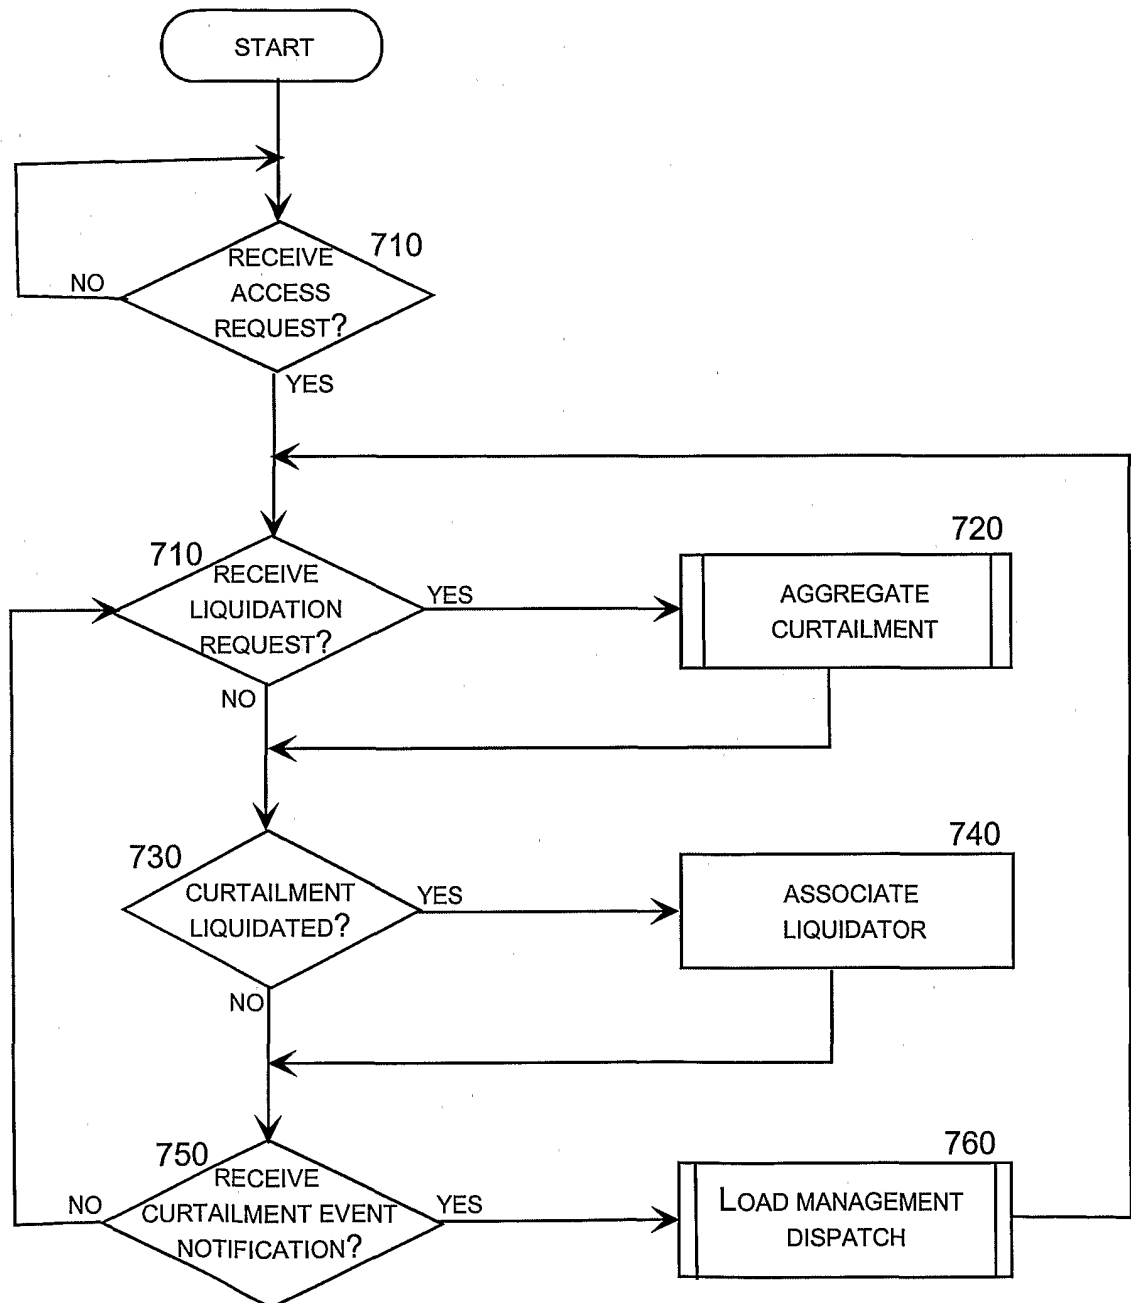 START
710
RECEIVE
ACCESS
REQUEST?
NO
YES
710
RECEIVE
LIQUIDATION
REQUEST?
YES
NO
720
AGGREGATE
CURTAILMENT
730
CURTAILMENT
LIQUIDATED?
YES
NO
740
ASSOCIATE
LIQUIDATOR
750
RECEIVE
CURTAILMENT EVENT
NOTIFICATION?
NO
YES
760
LOAD MANAGEMENT
DISPATCH